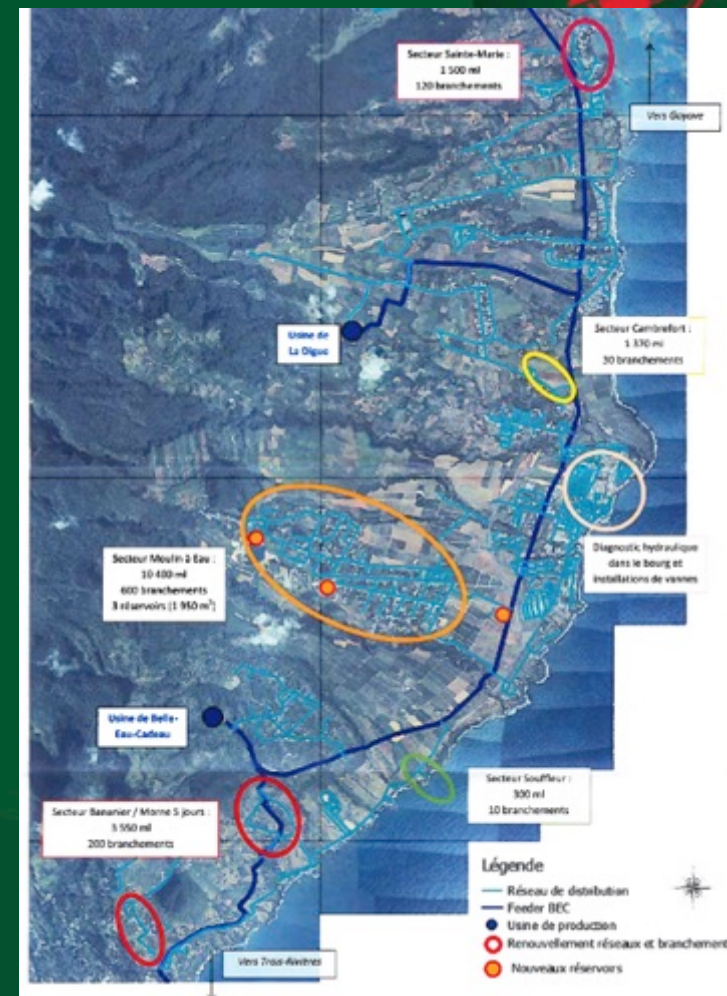 Secteur Sainte-Marie :
1 500 ml
120 branchements
Vers Goyave
Usine de
La Digue
Secteur Cambrefort :
1 370 ml
30 branchements
Secteur Moulin à Eau :
10 400 ml
600 branchements
3 réservoirs (1 950 m³)
Diagnostic hydraulique
dans le bourg et
installations de vannes
Usine de Belle-
Eau-Cadeau
Secteur Souffleur :
300 ml
10 branchements
Secteur Bananier / Morne 5 jours :
3 550 ml
200 branchements
Vers Trois-Rivières
Légende
Réseau de distribution
Feeder BEC
Usine de production
Renouvellement réseaux et branchement
Nouveaux réservoirs